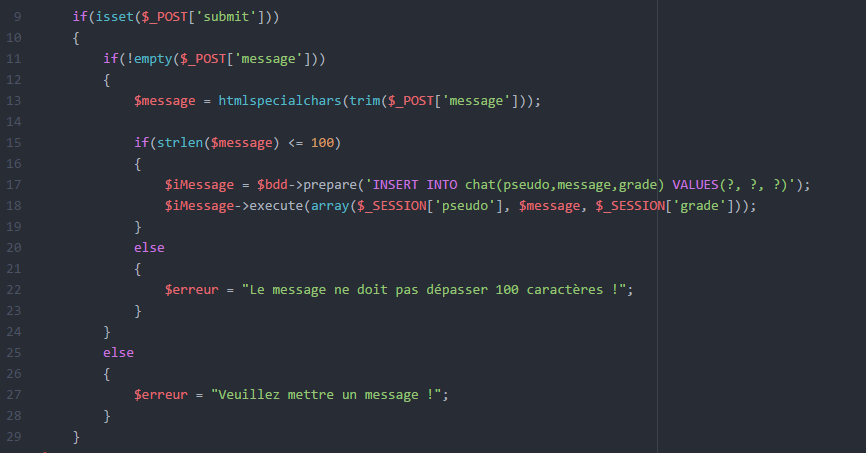 9 if(isset($_POST['submit']))
10 {
11 if(!empty($_POST['message']))
12 {
13 $message = htmlspecialchars(trim($_POST['message']));
14
15 if(strlen($message) <= 100)
16 {
17 $iMessage = $bdd->prepare('INSERT INTO chat(pseudo,message,grade) VALUES(?, ?, ?)');
18 $iMessage->execute(array($_SESSION['pseudo'], $message, $_SESSION['grade']));
19 }
20 else
21 {
22 $erreur = "Le message ne doit pas dépasser 100 caractères !";
23 }
24 }
25 else
26 {
27 $erreur = "Veuillez mettre un message !";
28 }
29 }